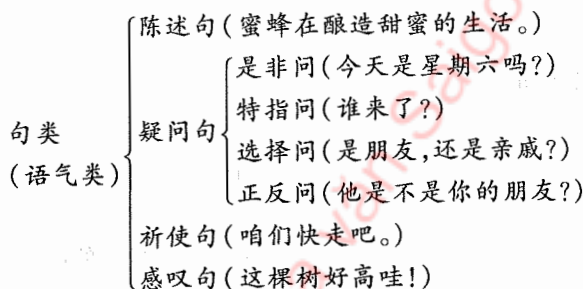 陈述句(蜜蜂在酿造甜蜜的生活。)
是非问(今天是星期六吗?)
特指问(谁来了?)
句类
疑问句
(语气类)
选择问(是朋友,还是亲戚?)
正反问(他是不是你的朋友?)
祈使句(咱们快走吧。)
感叹句(这棵树好高哇!)